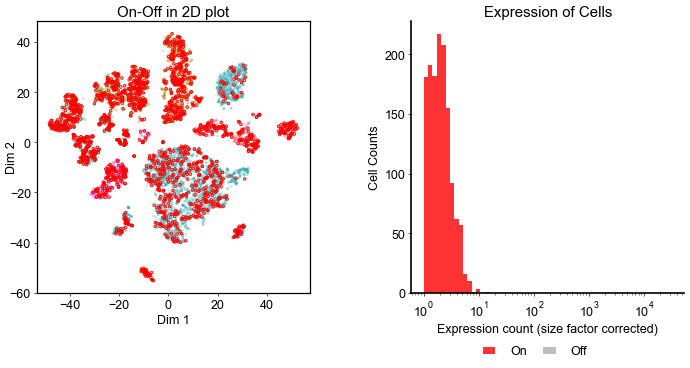 On-Off in 2D plot
40
20
0
−20
−40
−60
−40
−20
0
20
40
Dim 2
Dim 1
Expression of Cells
200
150
100
50
0
10^0
10^1
10^2
10^3
10^4
Cell Counts
Expression count (size factor corrected)
On
Off